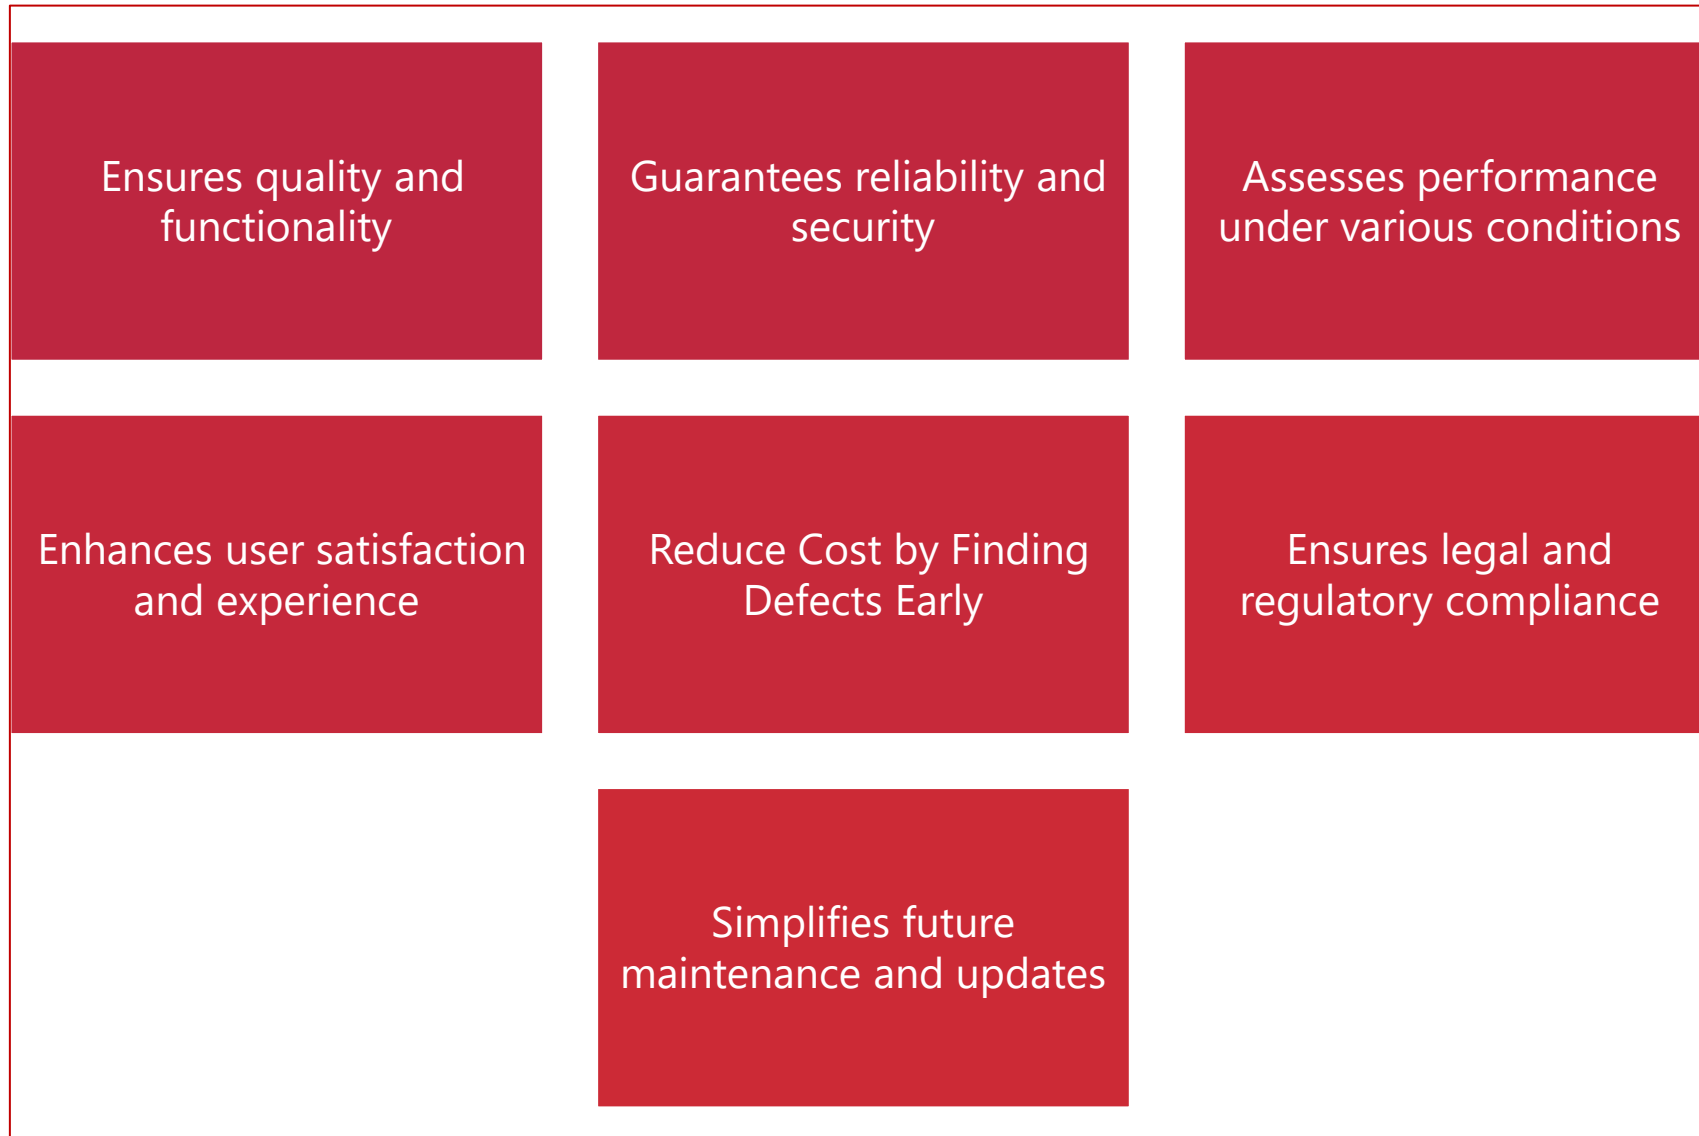 Ensures quality and
functionality
Guarantees reliability and
security
Assesses performance
under various conditions
Enhances user satisfaction
and experience
Reduce Cost by Finding
Defects Early
Ensures legal and
regulatory compliance
Simplifies future
maintenance and updates